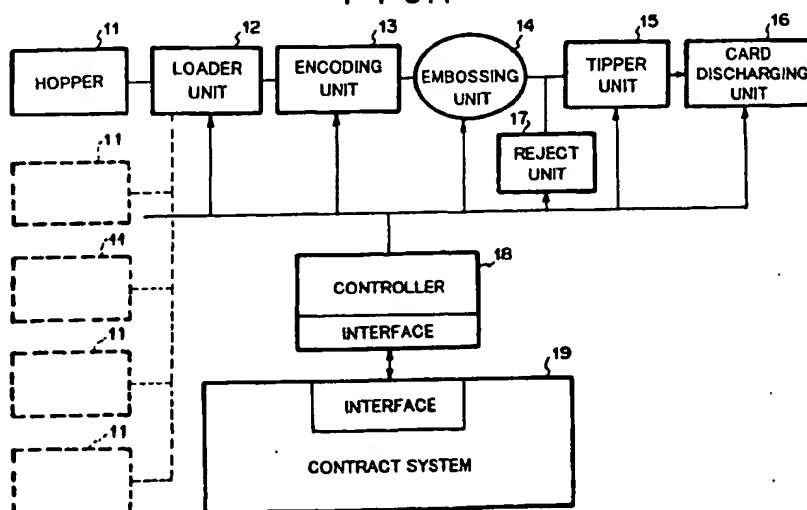 11
12
13
14
15
16
HOPPER
LOADER
UNIT
ENCODING
UNIT
EMBOSSING
UNIT
TIPPER
UNIT
CARD
DISCHARGING
UNIT
17
REJECT
UNIT
11
11
11
11
18
CONTROLLER
INTERFACE
19
INTERFACE
CONTRACT SYSTEM